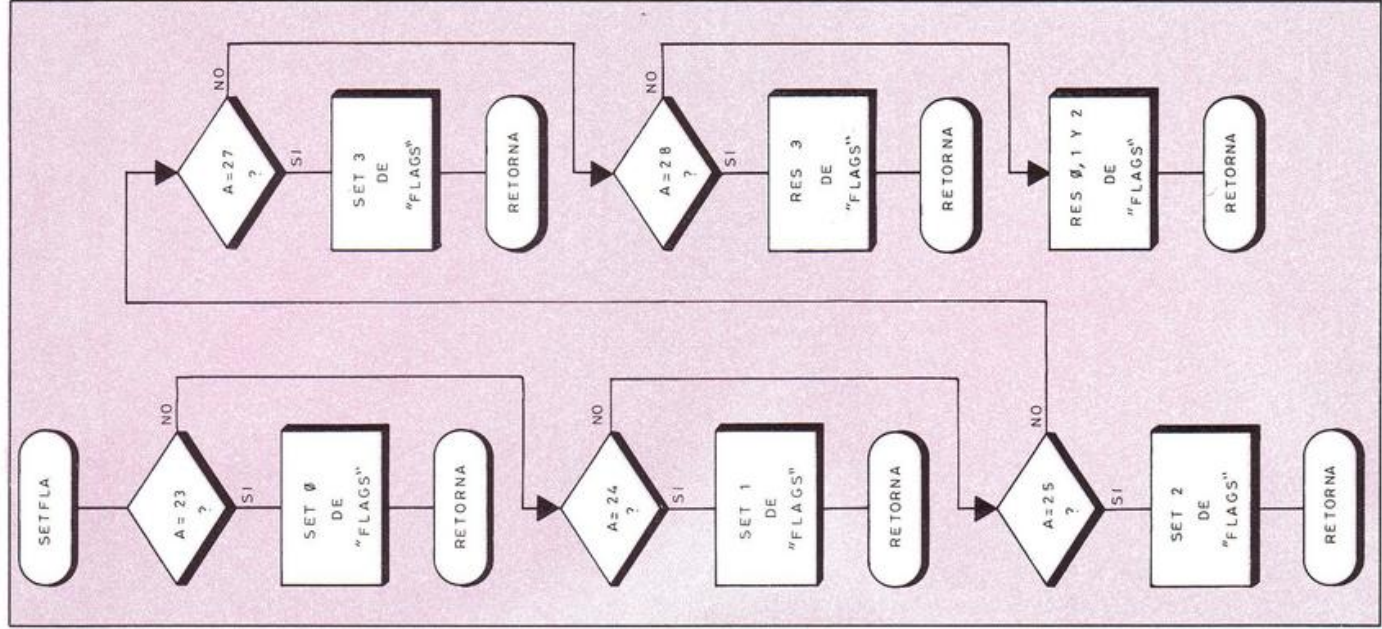 SETFLA
A=23
?
NO
SI
SET Ø
DE
"FLAGS"
RETORNA
A=24
?
NO
SI
SET 1
DE
"FLAGS"
RETORNA
A=25
?
NO
SI
SET 2
DE
"FLAGS"
RETORNA
A=27
?
NO
SI
SET 3
DE
"FLAGS"
RETORNA
A=28
?
NO
SI
RES 3
DE
"FLAGS"
RETORNA
RES Ø,1 Y 2
DE
"FLAGS"
RETORNA